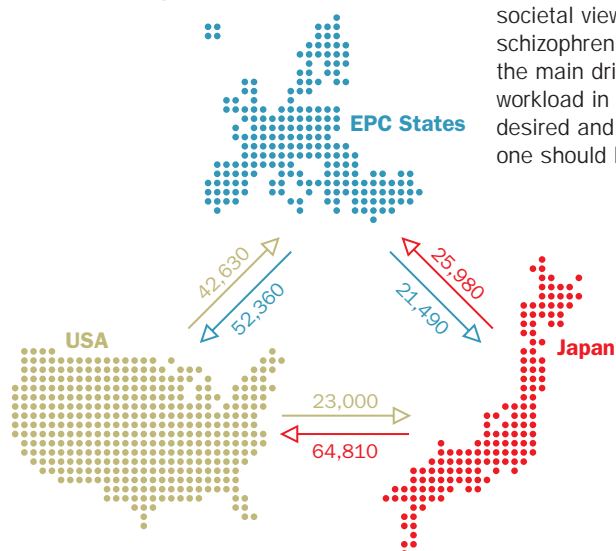 societal view
schizophren
the main dri
workload in
desired and
one should
EPC States
42,630
52,360
25,980
21,490
USA
Japan
23,000
64,810